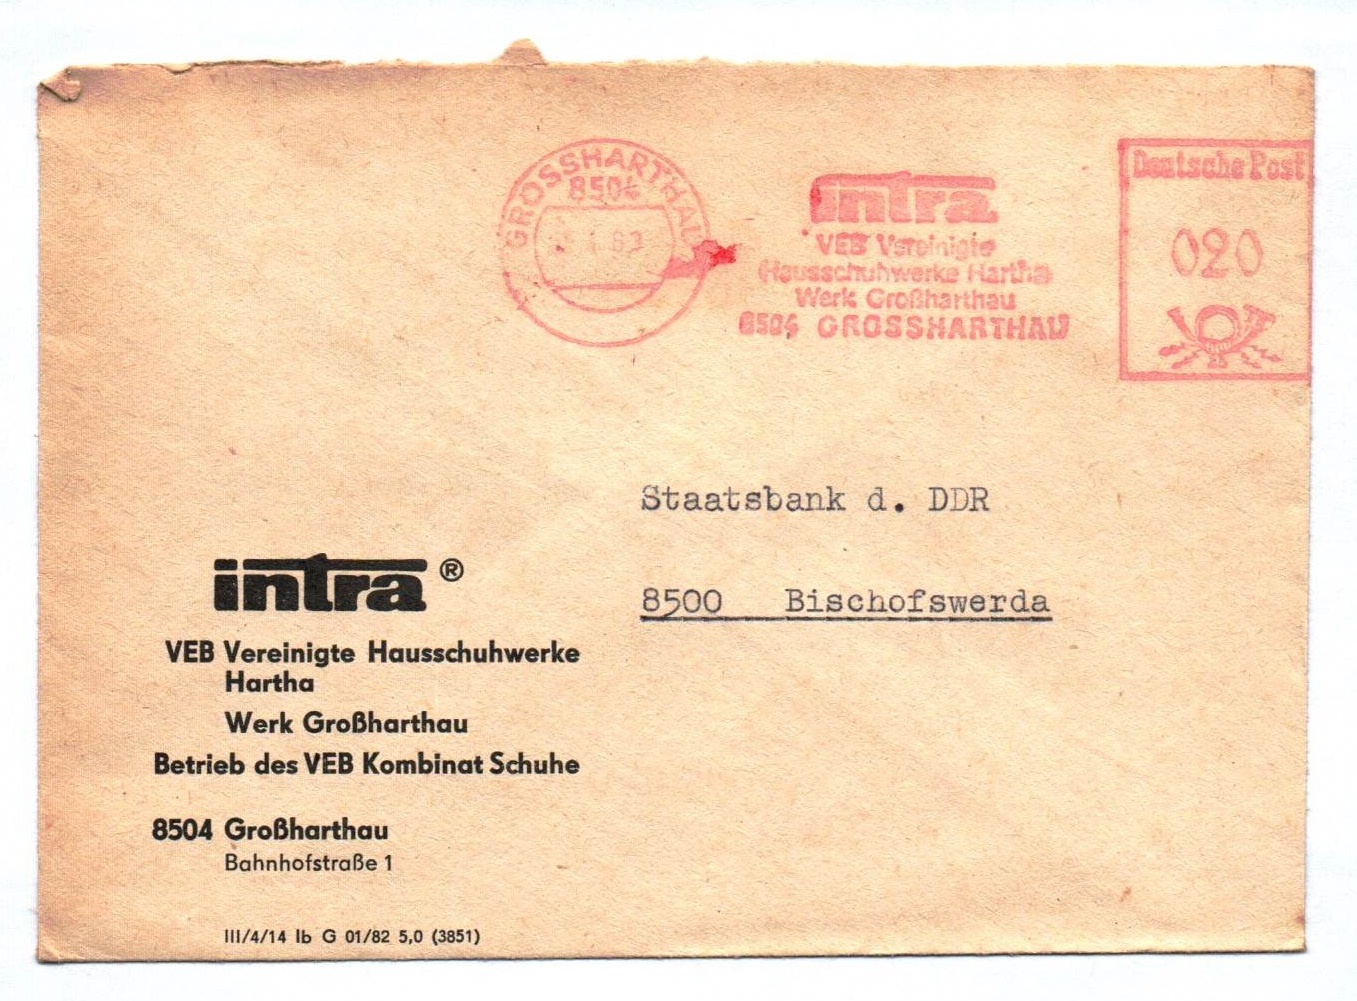 GROSSHARTHAU
8504
intra
VEB Vereinigte
Hausschuhwerke Hartha
Werk Großharthau
8504 GROSSHARTHAU
Deutsche Post
020
Staatsbank d. DDR
8500 Bischofswerda
intra ®
VEB Vereinigte Hausschuhwerke
Hartha
Werk Großharthau
Betrieb des VEB Kombinat Schuhe
8504 Großharthau
Bahnhofstraße 1
III/4/14 Ib G 01/82 5,0 (3851)